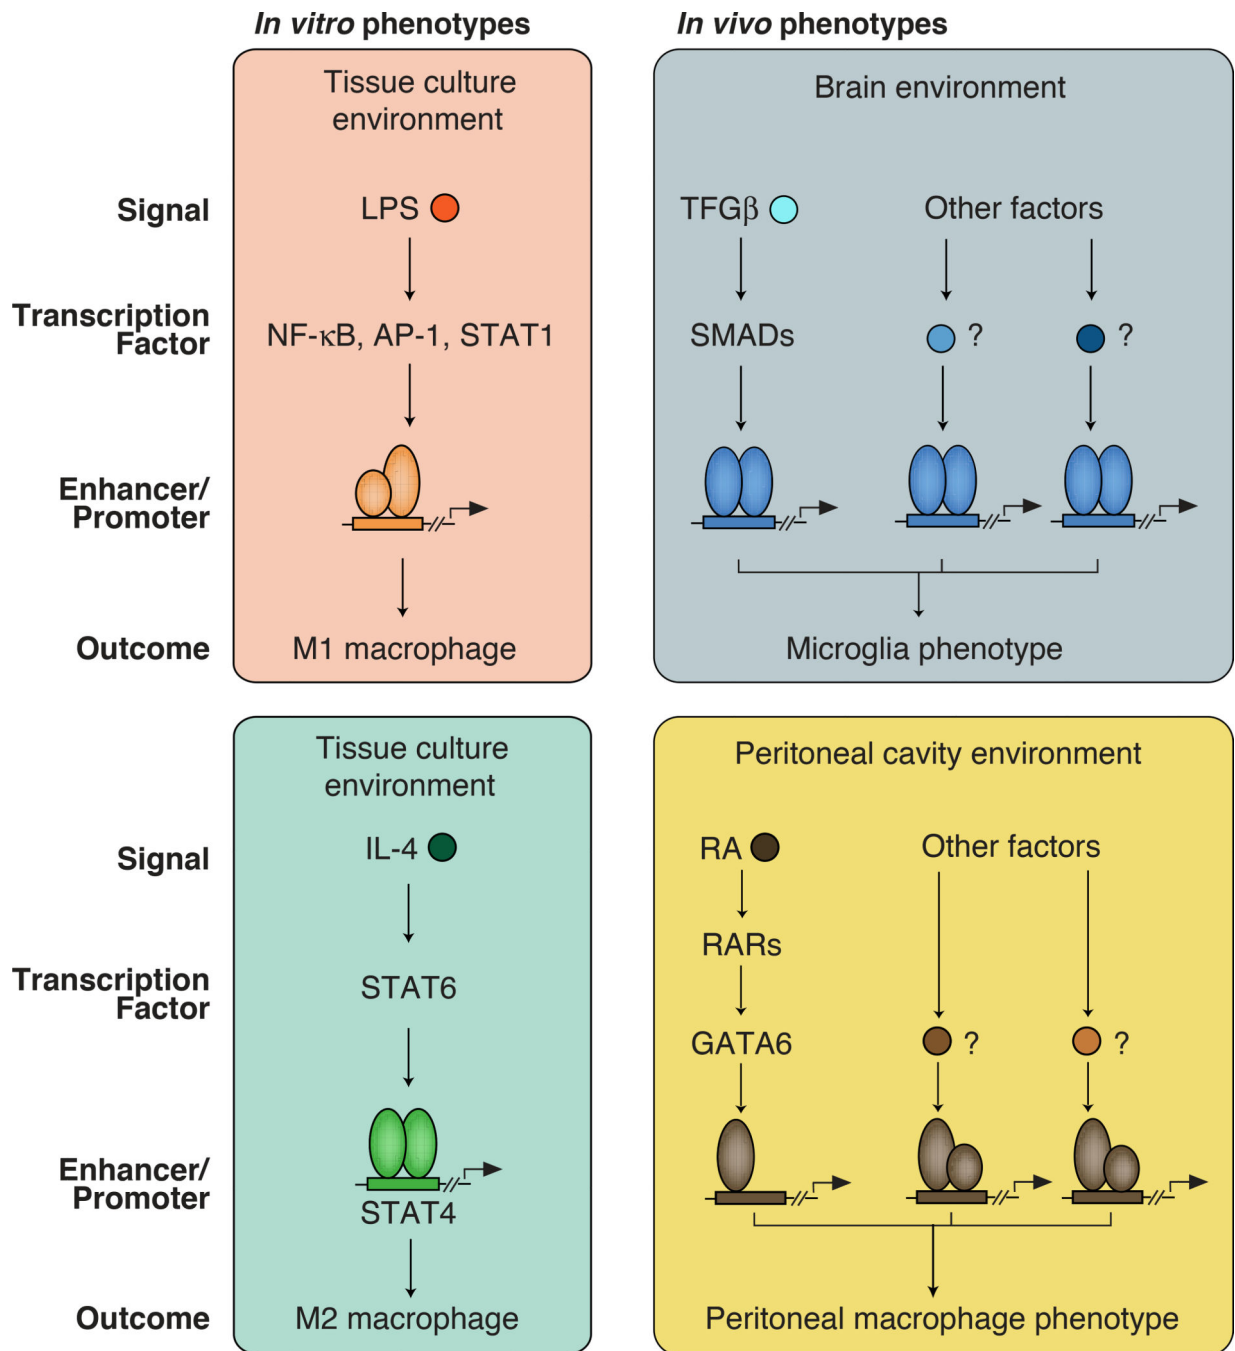 In vitro phenotypes
In vivo phenotypes
Tissue culture
environment
Signal
LPS
Transcription
Factor
NF-κB, AP-1, STAT1
Enhancer/
Promoter
Outcome
M1 macrophage
Brain environment
TFGβ
Other factors
SMADs
?
?
Microglia phenotype
Tissue culture
environment
Signal
IL-4
Transcription
Factor
STAT6
Enhancer/
Promoter
STAT4
Outcome
M2 macrophage
Peritoneal cavity environment
RA
Other factors
RARs
GATA6
?
?
Peritoneal macrophage phenotype